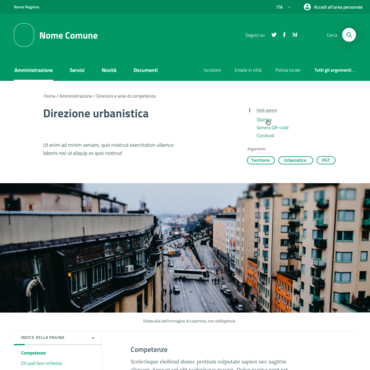 Nome Regione
ITA
Accedi all'area personale
Nome Comune
Seguici su
Cerca
Amministrazione
Servizi
Novità
Documenti
Iscrizioni
Estate in città
Polizia locale
Tutti gli argomenti...
Home / Amministrazione / Direzioni e aree di competenza
Direzione urbanistica
Vedi azioni
Stampa
Genera QR-code
Condividi
Ut enim ad minim veniam, quis nostrud exercitation ullamco
laboris nisi ut aliquip ex quis nostrud
Argomenti
Territorio
Urbanistica
PGT
Didascalia dell'immagine di copertina, non obbligatoria
INDICE DELLA PAGINA
Competenze
Chi può fare richiesta
Competenze
Scelerisque eleifend donec pretium vulputate sapien nec sagittis